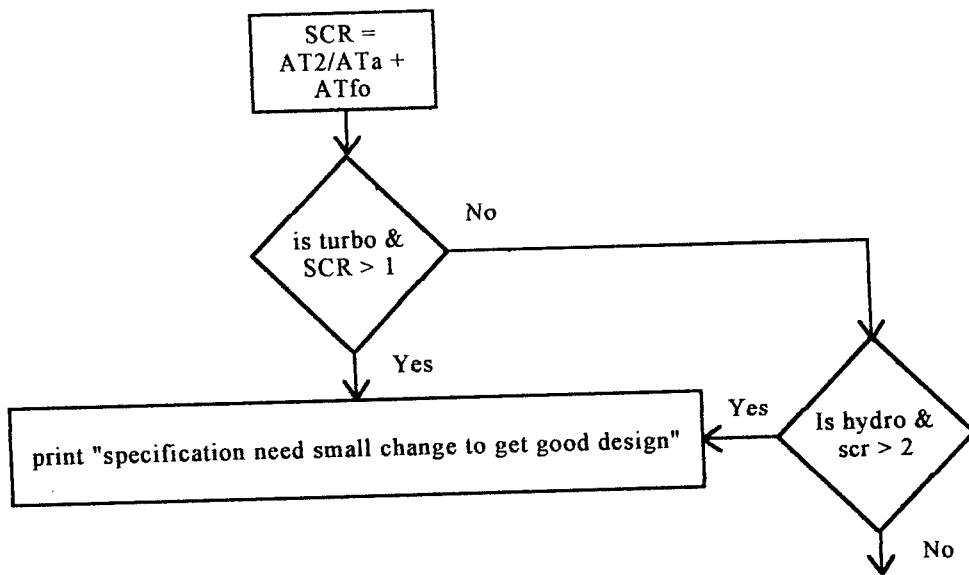 SCR =
AT2/ATa +
ATfo
is turbo &
SCR > 1
No
Yes
print "specification need small change to get good design"
Yes
Is hydro &
scr > 2
No